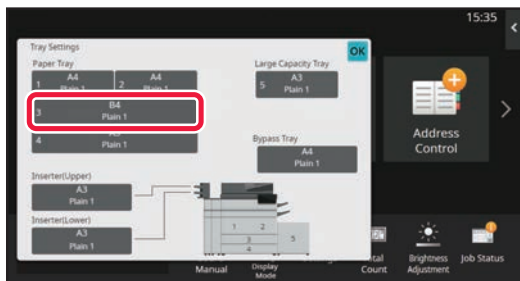 15:35
Tray Settings
OK
Paper Tray
Large Capacity Tray
1 A4
Plain 1
2 A4
Plain 1
5 A3
Plain 1
3 B4
Plain 1
4
Plain 1
Bypass Tray
A4
Plain 1
Address
Control
Inserter(Upper)
A3
Plain 1
Inserter(Lower)
A3
Plain 1
1 2
3
4
5
Manual
Display
Mode
Count
Brightness
Adjustment
Job Status